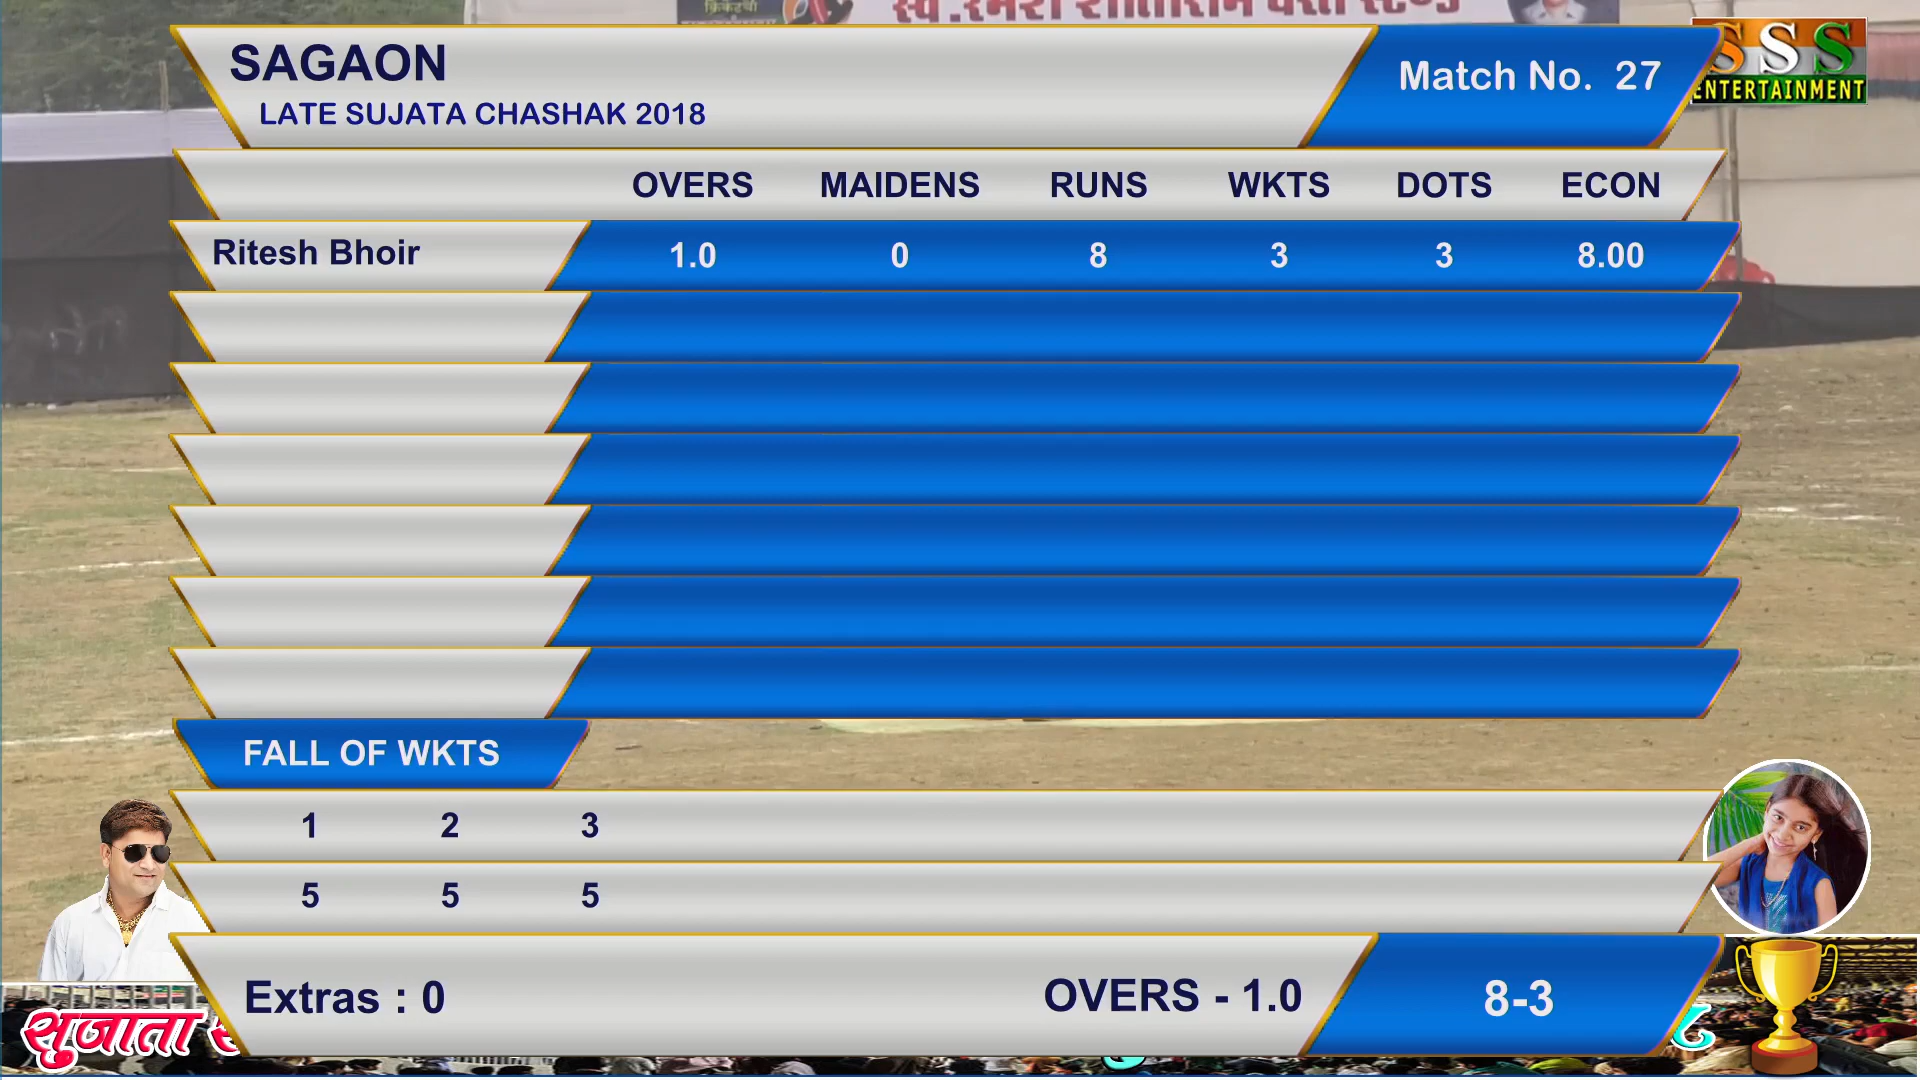 क्रिकेटची
स्व .रमेश शांताराम
SAGAON
LATE SUJATA CHASHAK 2018
Match No. 27
SSS
ENTERTAINMENT
OVERS MAIDENS RUNS WKTS DOTS ECON
Ritesh Bhoir 1.0 0 8 3 3 8.00
FALL OF WKTS
1 2 3
5 5 5
Extras : 0 OVERS - 1.0 8-3
सुजाता